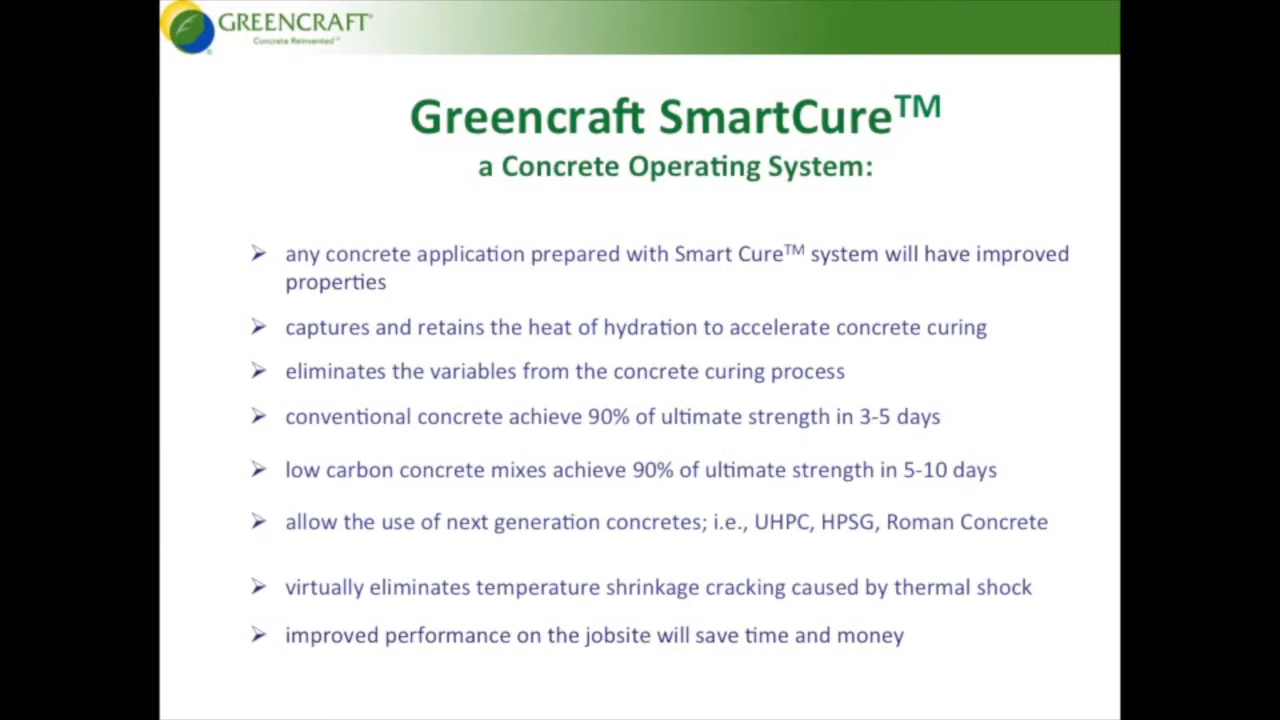 GREENCRAFT®
Concrete Reinvented™
Greencraft SmartCure™
a Concrete Operating System:
➢ any concrete application prepared with Smart Cure™ system will have improved
properties
➢ captures and retains the heat of hydration to accelerate concrete curing
➢ eliminates the variables from the concrete curing process
➢ conventional concrete achieve 90% of ultimate strength in 3-5 days
➢ low carbon concrete mixes achieve 90% of ultimate strength in 5-10 days
➢ allow the use of next generation concretes; i.e., UHPC, HPSG, Roman Concrete
➢ virtually eliminates temperature shrinkage cracking caused by thermal shock
➢ improved performance on the jobsite will save time and money